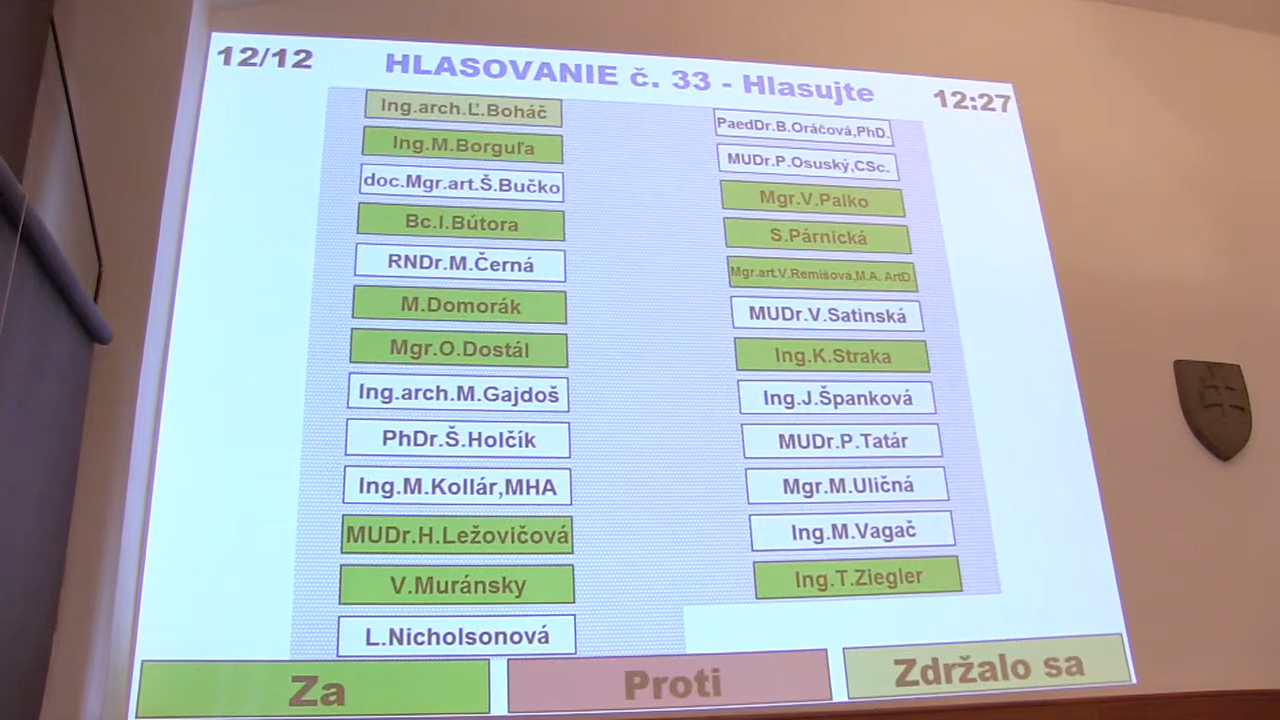 12/12
HLASOVANIE č. 33 - Hlasujte
12:27
Ing.arch.Ľ.Boháč
Ing.M.Borguľa
doc.Mgr.art.Š.Bučko
Bc.I.Bútora
RNDr.M.Černá
M.Domorák
Mgr.O.Dostál
Ing.arch.M.Gajdoš
PhDr.Š.Holčík
Ing.M.Kollár,MHA
MUDr.H.Ležovičová
V.Muránsky
L.Nicholsonová
PaedDr.B.Oráčová,PhD.
MUDr.P.Osuský,CSc.
Mgr.V.Palko
S.Párnická
Mgr.art.V.Remišová,M.A. ArtD.
MUDr.V.Satinská
Ing.K.Straka
Ing.J.Španková
MUDr.P.Tatár
Mgr.M.Uličná
Ing.M.Vagač
Ing.T.Ziegler
Za
Proti
Zdržalo sa